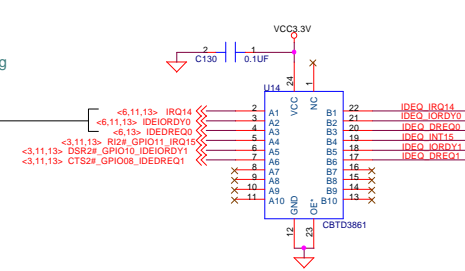 VCC3.3V
g
2
1
C130
0.1UF
U14
24
1
VCC
NC
<6,11,13> IRQ14
2
A1
B1
22
IDEQ_IRQ14
<6,11,13> IDEIORDY0
3
A2
B2
21
IDEQ_IORDY0
<6,13> IDEDREQ0
4
A3
B3
20
IDEQ_DREQ0
<3,11,13> RI2#_GPIO11_IRQ15
5
A4
B4
19
IDEQ_INT15
<3,11,13> DSR2#_GPIO10_IDEIORDY1
6
A5
B5
18
IDEQ_IORDY1
<3,11,13> CTS2#_GPIO08_IDEDREQ1
7
A6
B6
17
IDEQ_DREQ1
8
A7
B7
16
9
A8
B8
15
10
A9
B9
14
11
A10
B10
13
GND
OE*
12
23
CBTD3861